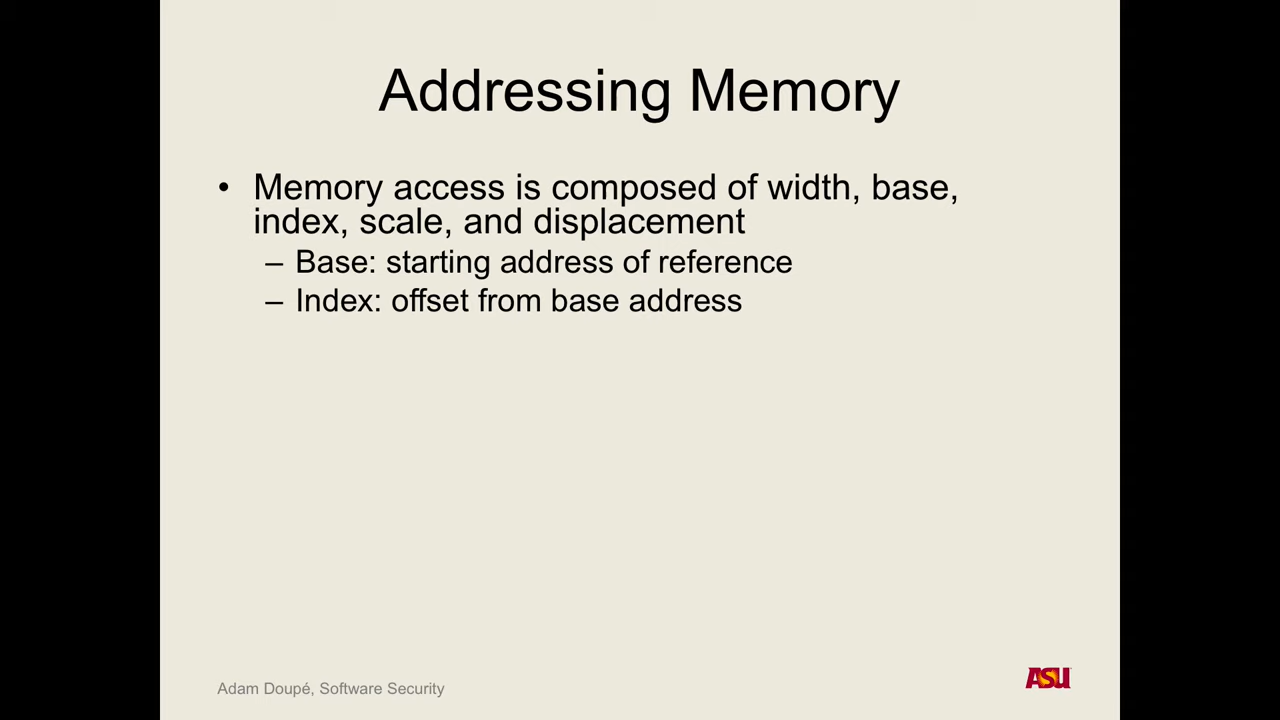 Addressing Memory
• Memory access is composed of width, base,
index, scale, and displacement
– Base: starting address of reference
– Index: offset from base address
Adam Doupé, Software Security
ASU